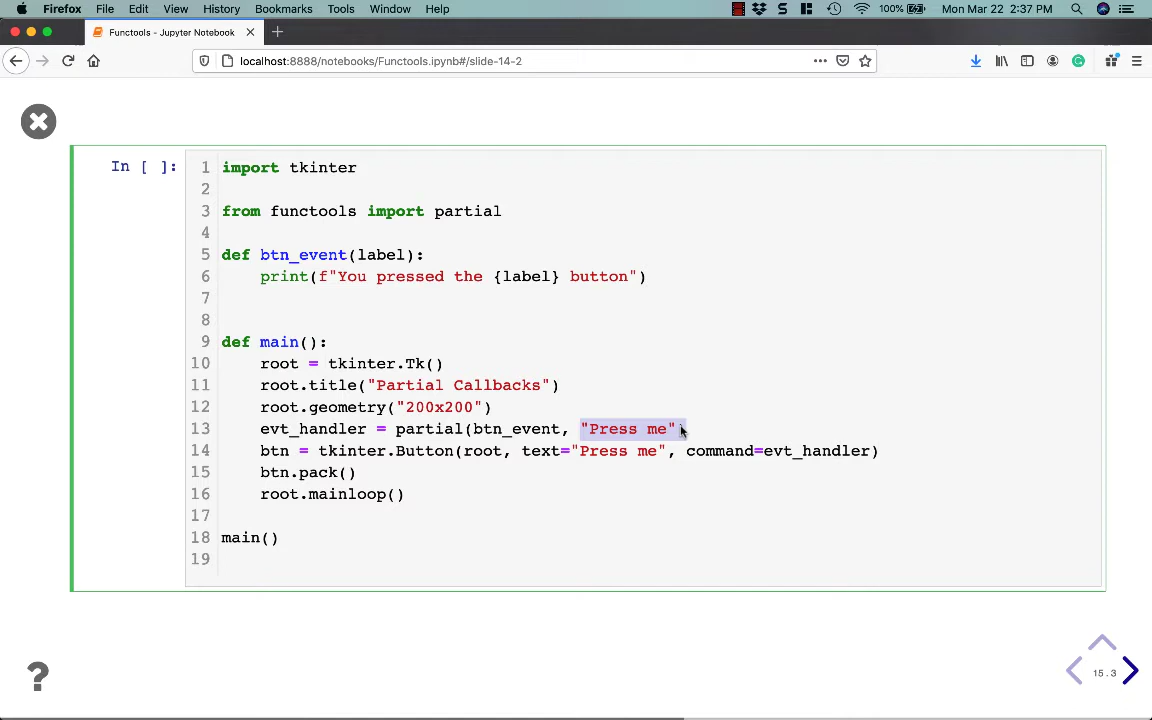 Firefox File Edit View History Bookmarks Tools Window Help 100% Mon Mar 22 2:37 PM
Functools - Jupyter Notebook
localhost:8888/notebooks/Functools.ipynb#/slide-14-2
In [ ]:
1 import tkinter
2
3 from functools import partial
4
5 def btn_event(label):
6 print(f"You pressed the {label} button")
7
8
9 def main():
10 root = tkinter.Tk()
11 root.title("Partial Callbacks")
12 root.geometry("200x200")
13 evt_handler = partial(btn_event, "Press me")
14 btn = tkinter.Button(root, text="Press me", command=evt_handler)
15 btn.pack()
16 root.mainloop()
17
18 main()
19
?
15.3